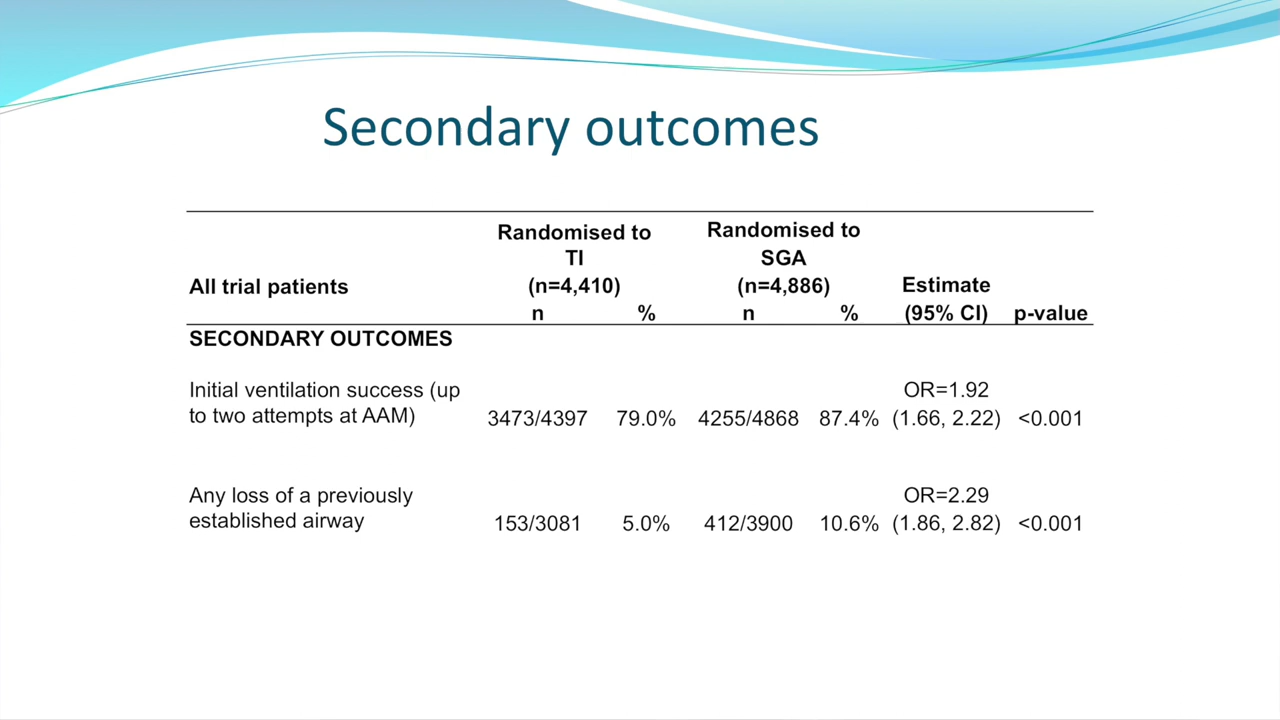 Secondary outcomes
Randomised to Randomised to
TI SGA
All trial patients (n=4,410) (n=4,886) Estimate
n % n % (95% CI) p-value
SECONDARY OUTCOMES
Initial ventilation success (up OR=1.92
to two attempts at AAM) 3473/4397 79.0% 4255/4868 87.4% (1.66, 2.22) <0.001
Any loss of a previously OR=2.29
established airway 153/3081 5.0% 412/3900 10.6% (1.86, 2.82) <0.001